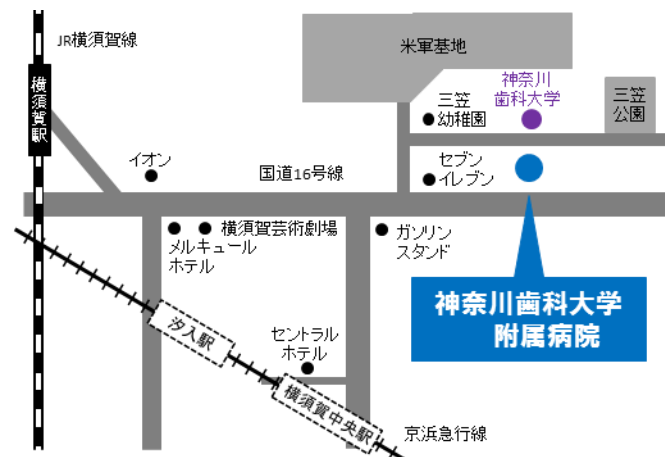 JR横須賀線
米軍基地
横須賀駅
神奈川
歯科大学
三笠
公園
三笠
幼稚園
イオン
国道16号線
セブン
イレブン
横須賀芸術劇場
メルキュール
ホテル
ガソリン
スタンド
神奈川歯科大学
附属病院
汐入駅
セントラル
ホテル
横須賀中央駅
京浜急行線